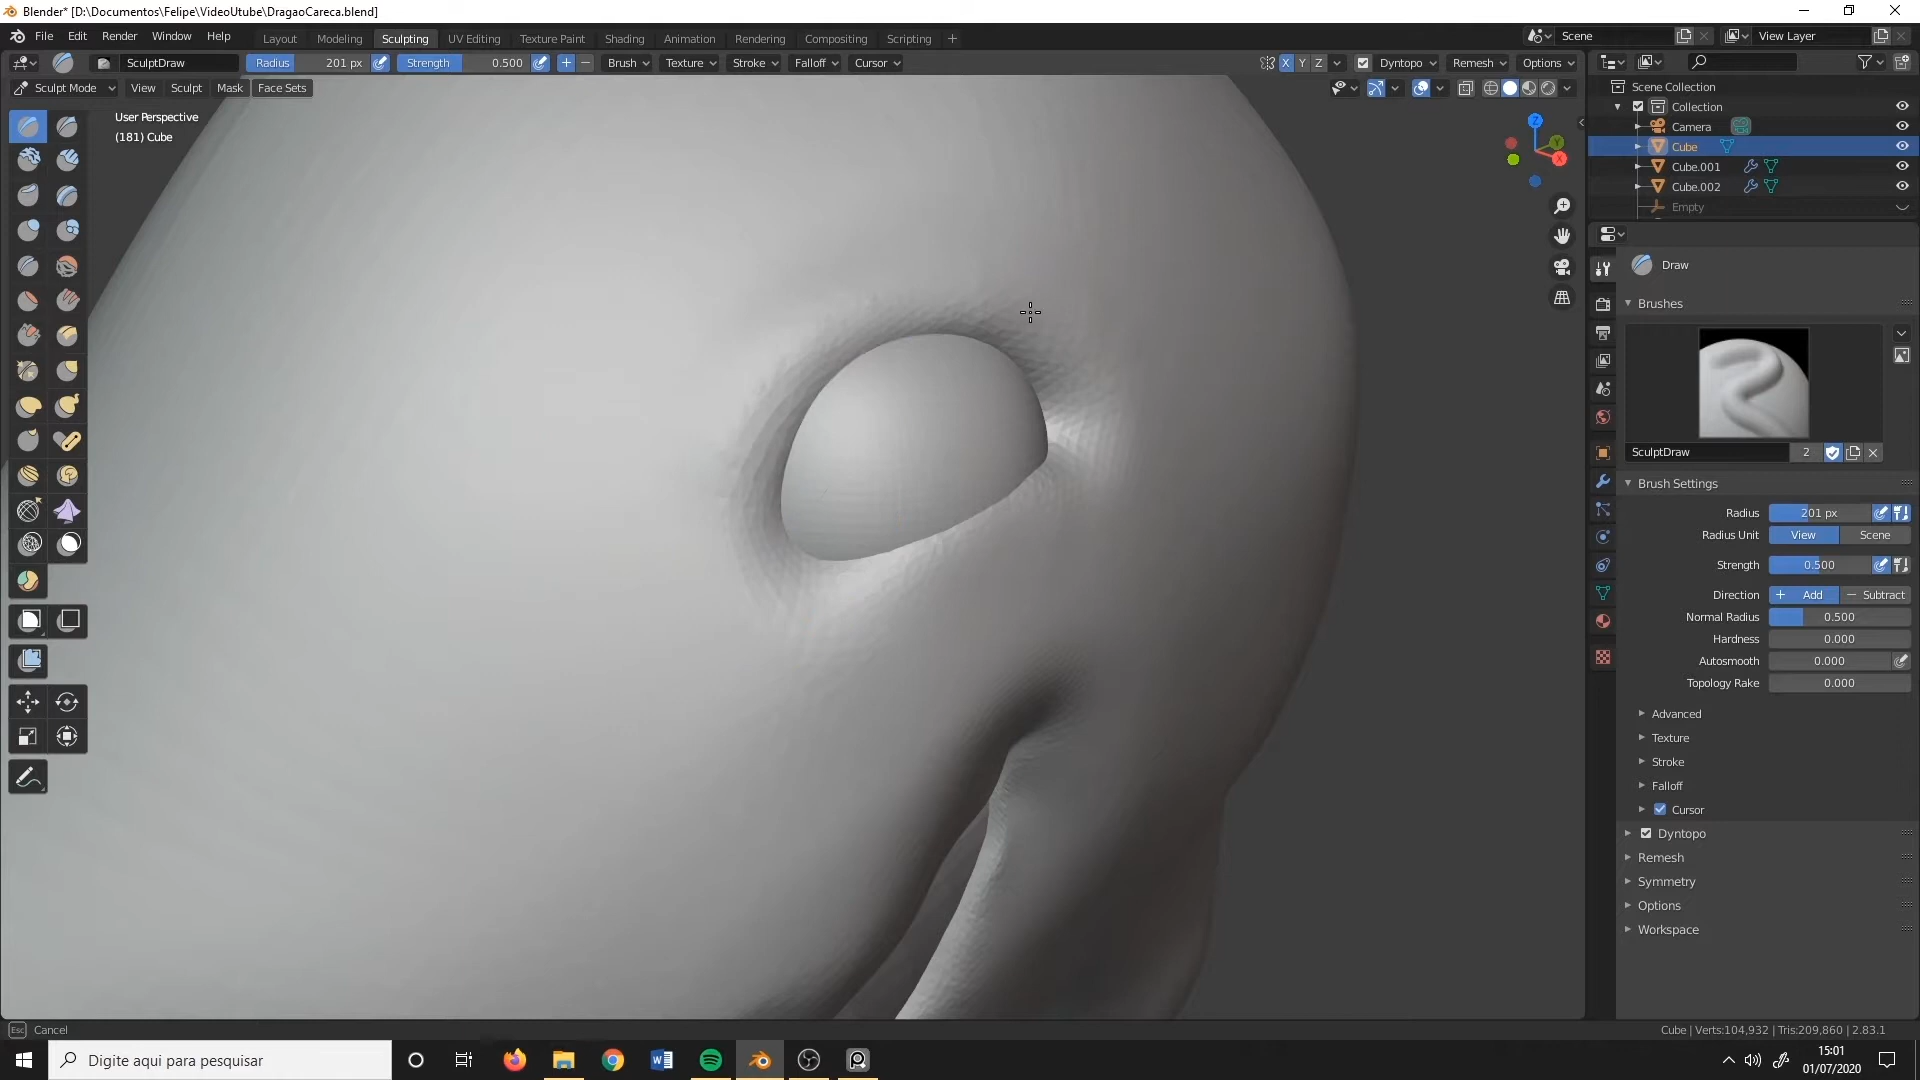 Blender* [D:\Documentos\Felipe\VideoUtube\DragaoCareca.blend]
File Edit Render Window Help Layout Modeling Sculpting UV Editing Texture Paint Shading Animation Rendering Compositing Scripting + Scene View Layer
SculptDraw Radius 201 px Strength 0.500 + − Brush Texture Stroke Falloff Cursor X Y Z Dyntopo Remesh Options
Sculpt Mode View Sculpt Mask Face Sets
User Perspective
(181) Cube
Z
Y
X
Scene Collection
Collection
Camera
Cube
Cube.001
Cube.002
Empty
Draw
Brushes
SculptDraw 2
Brush Settings
Radius 201 px
Radius Unit View Scene
Strength 0.500
Direction + Add − Subtract
Normal Radius 0.500
Hardness 0.000
Autosmooth 0.000
Topology Rake 0.000
Advanced
Texture
Stroke
Falloff
Cursor
Dyntopo
Remesh
Symmetry
Options
Workspace
Esc Cancel
Cube | Verts:104,932 | Tris:209,860 | 2.83.1
Digite aqui para pesquisar
15:01
01/07/2020